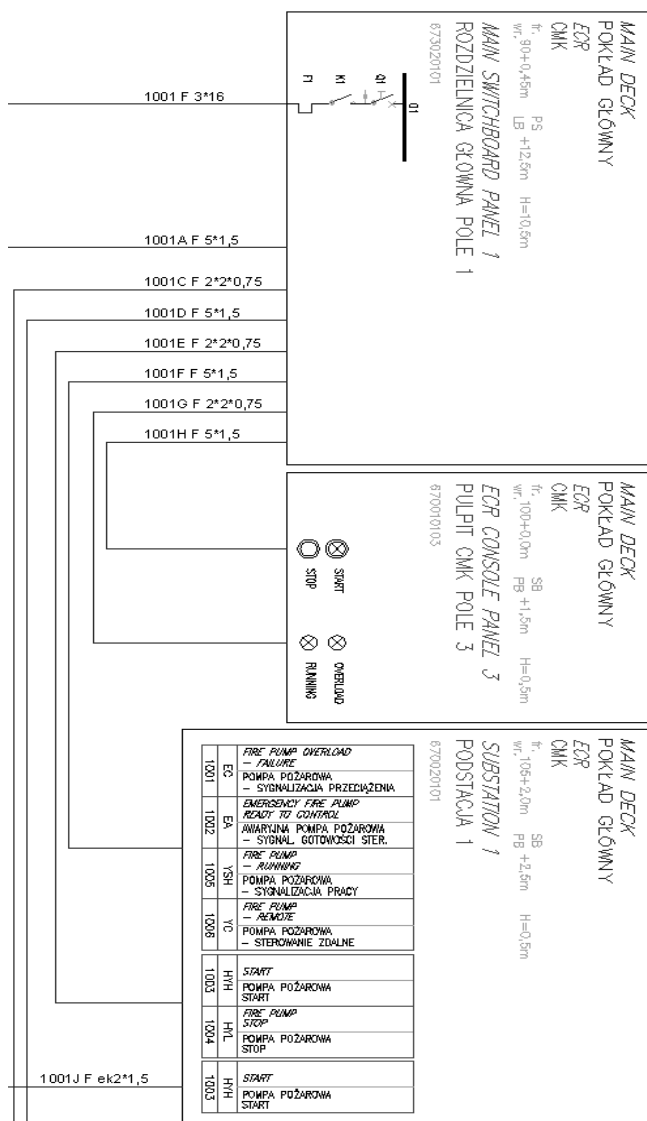 MAIN DECK
POKŁAD GŁÓWNY
ECR
CMK
fr. 90+0,45m PS H=10,5m
wr. LB +12,5m
MAIN SWITCHBOARD PANEL 1
ROZDZIELNICA GŁÓWNA POLE 1
673020101
01
Q1
K1
F1
1001 F 3*16
1001A F 5*1,5
1001C F 2*2*0,75
1001D F 5*1,5
1001E F 2*2*0,75
1001F F 5*1,5
1001G F 2*2*0,75
1001H F 5*1,5
MAIN DECK
POKŁAD GŁÓWNY
ECR
CMK
fr. 100+0,0m SB H=0,5m
wr. PB +1,5m
ECR CONSOLE PANEL 3
PULPIT CMK POLE 3
670010103
START
STOP
OVERLOAD
RUNNING
MAIN DECK
POKŁAD GŁÓWNY
ECR
CMK
fr. 105+2,0m SB H=0,5m
wr. PB +2,5m
SUBSTATION 1
PODSTACJA 1
670020101
1001 EC
FIRE PUMP OVERLOAD
– FAILURE
POMPA POŻAROWA
– SYGNALIZACJA PRZECIĄŻENIA
1002 EA
EMERGENCY FIRE PUMP
READY TO CONTROL
AWARYJNA POMPA POŻAROWA
– SYGNAL. GOTOWOŚCI STER.
1005 YSH
FIRE PUMP
– RUNNING
POMPA POŻAROWA
– SYGNALIZACJA PRACY
1006 YC
FIRE PUMP
– REMOTE
POMPA POŻAROWA
– STEROWANIE ZDALNE
1003 HYH
START
POMPA POŻAROWA
START
1004 HYL
FIRE PUMP
STOP
POMPA POŻAROWA
STOP
1003 HYH
START
POMPA POŻAROWA
START
1001J F ek2*1,5